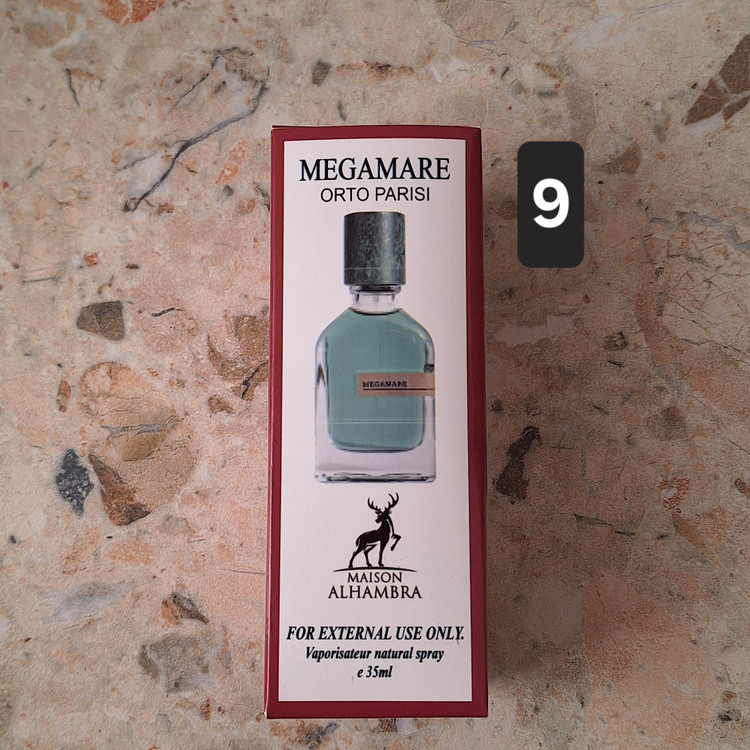 MEGAMARE
ORTO PARISI
9
MEGAMARE
MAISON
ALHAMBRA
FOR EXTERNAL USE ONLY.
Vaporisateur natural spray
e 35ml